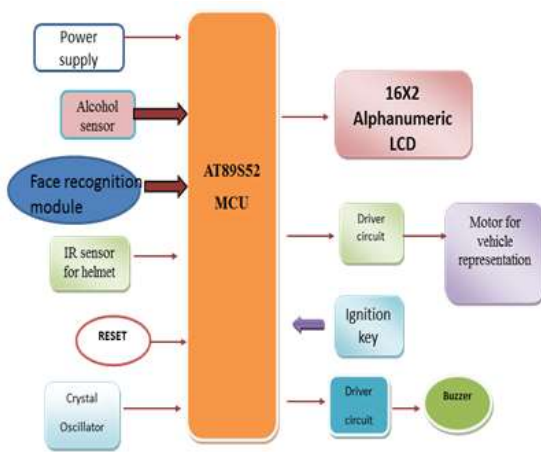 Power
supply
Alcohol
sensor
Face recognition
module
IR sensor
for helmet
RESET
Crystal
Oscillator
AT89S52
MCU
16X2
Alphanumeric
LCD
Driver
circuit
Motor for
vehicle
representation
Ignition
key
Driver
circuit
Buzzer